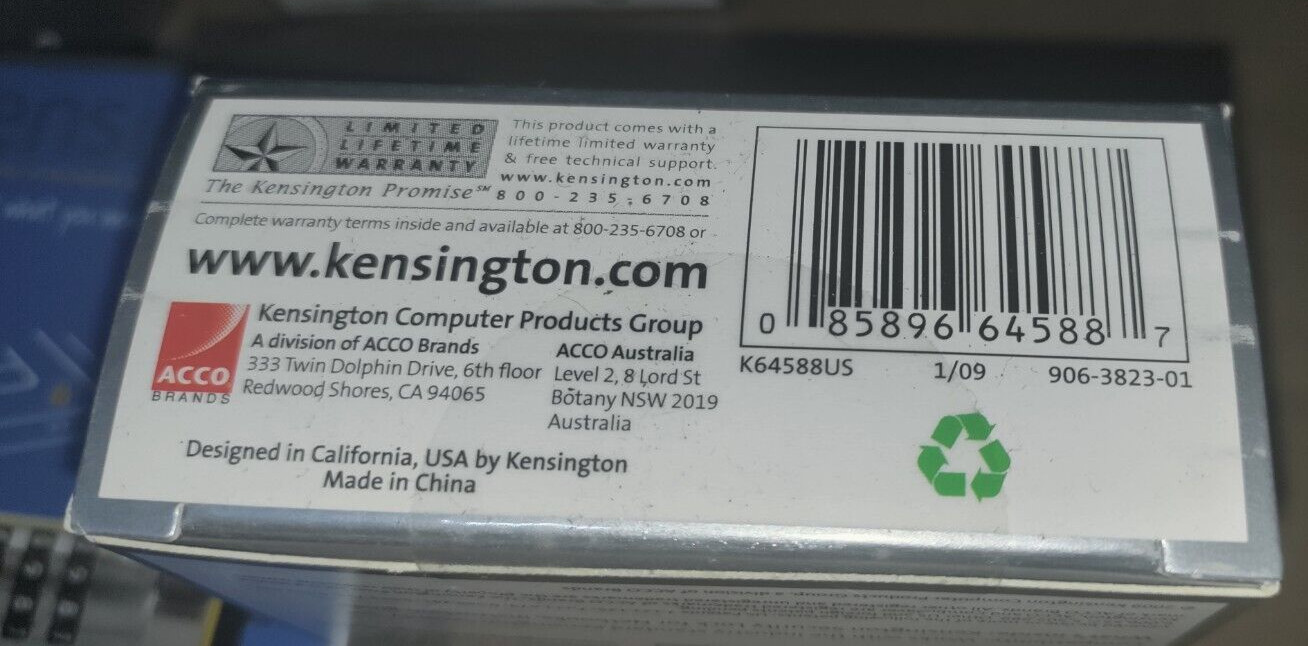 LIMITED
LIFETIME
WARRANTY
The Kensington Promise℠
This product comes with a
lifetime limited warranty
& free technical support.
www.kensington.com
800-235-6708
Complete warranty terms inside and available at 800-235-6708 or
www.kensington.com
ACCO
BRANDS
Kensington Computer Products Group
A division of ACCO Brands
333 Twin Dolphin Drive, 6th floor
Redwood Shores, CA 94065
ACCO Australia
Level 2, 8 Lord St
Botany NSW 2019
Australia
Designed in California, USA by Kensington
Made in China
0 85896 64588 7
K64588US 1/09 906-3823-01